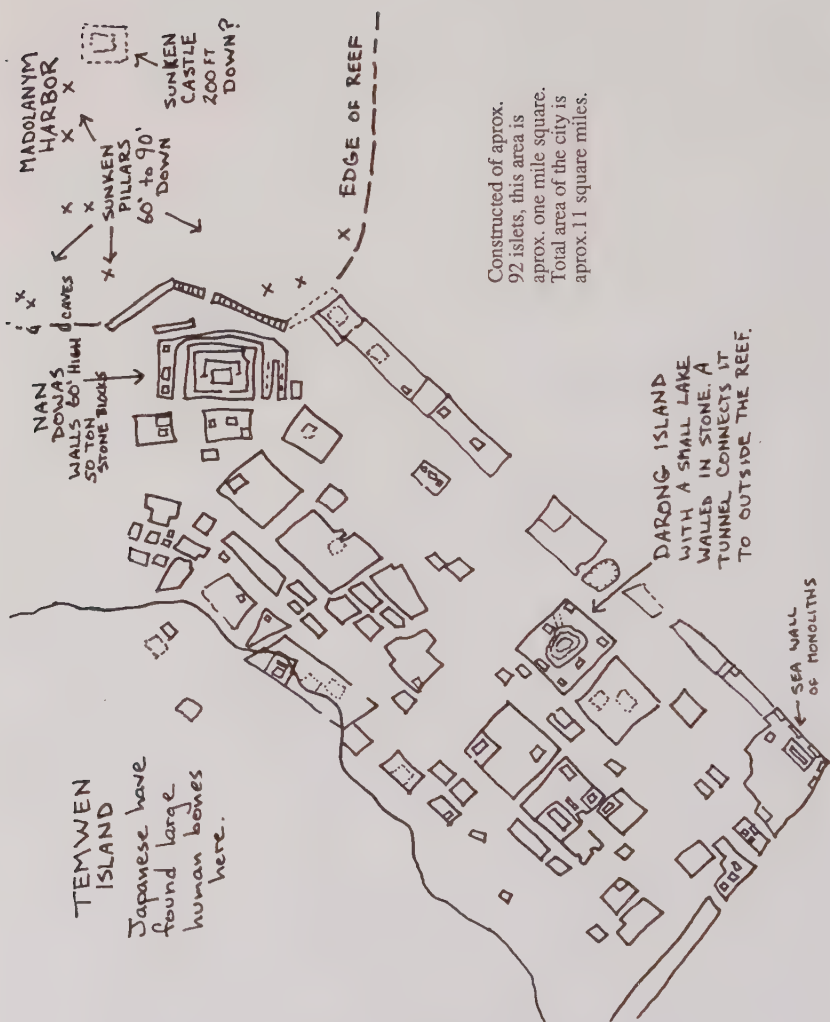 MADOLANYM
HARBOR
SUNKEN
CASTLE
200 FT
DOWN?
SUNKEN
PILLARS
60' to 90'
DOWN
EDGE OF REEF
CAVES
NAN
DOWAS
WALLS 60' HIGH
50 TON
STONE BLOCKS
Constructed of aprox.
92 islets, this area is
aprox. one mile square.
Total area of the city is
aprox.11 square miles.
TEMWEN
ISLAND
Japanese have
found large
human bones
here.
DARONG ISLAND
WITH A SMALL LAKE
WALLED IN STONE. A
TUNNEL CONNECTS IT
TO OUTSIDE THE REEF.
SEA WALL
OF MONOLITHS